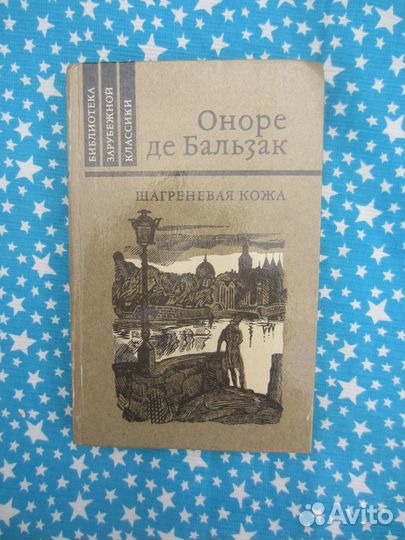 БИБЛИОТЕКА
ЗАРУБЕЖНОЙ
КЛАССИКИ
Оноре
де Бальзак
ШАГРЕНЕВАЯ КОЖА
Avito